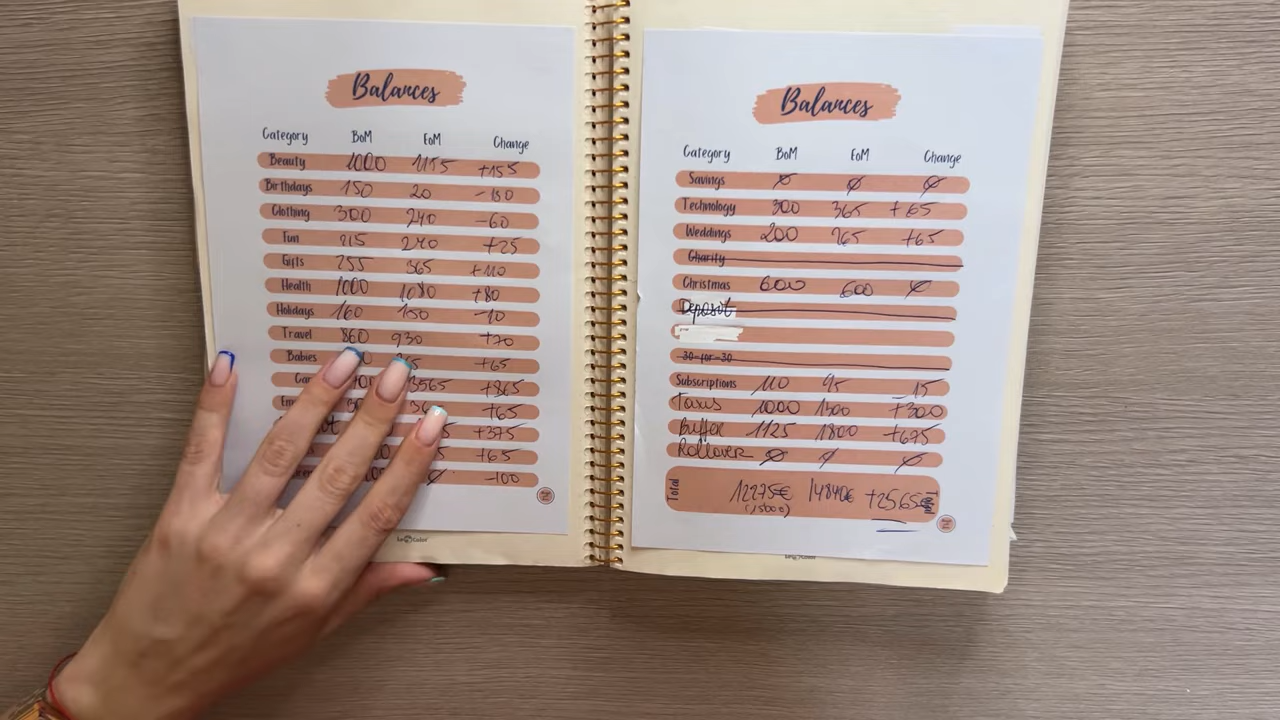 Balances
Category BoM EoM Change
Beauty 1000 1155 +155
Birthdays 150 20 -130
Clothing 300 240 -60
Fun 215 240 +25
Gifts 255 365 +110
Health 1000 1080 +80
Holidays 160 150 -10
Travel 860 930 +70
Babies +65
3565 +865
+65
+375
+65
-100
Balances
Category BoM EoM Change
Savings Ø Ø Ø
Technology 300 365 +65
Weddings 200 265 +65
Charity
Christmas 600 600 Ø
Deposit
30-for-30
Subscriptions 110 95 -15
Taxes 1000 1300 +300
Buffer 1125 1800 +675
Rollover Ø Ø Ø
Total 12275€ 14840€ +2565€ Total